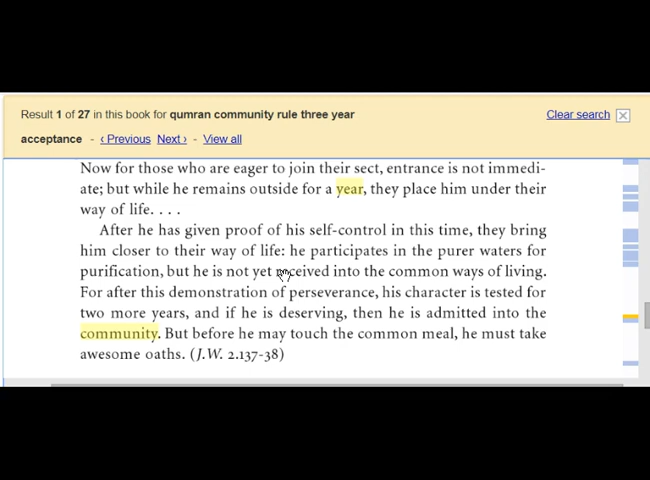 Result 1 of 27 in this book for qumran community rule three year
Clear search
acceptance - ‹ Previous Next › - View all
Now for those who are eager to join their sect, entrance is not immedi-
ate; but while he remains outside for a year, they place him under their
way of life. . . .
After he has given proof of his self-control in this time, they bring
him closer to their way of life: he participates in the purer waters for
purification, but he is not yet received into the common ways of living.
For after this demonstration of perseverance, his character is tested for
two more years, and if he is deserving, then he is admitted into the
community. But before he may touch the common meal, he must take
awesome oaths. (J.W. 2.137-38)